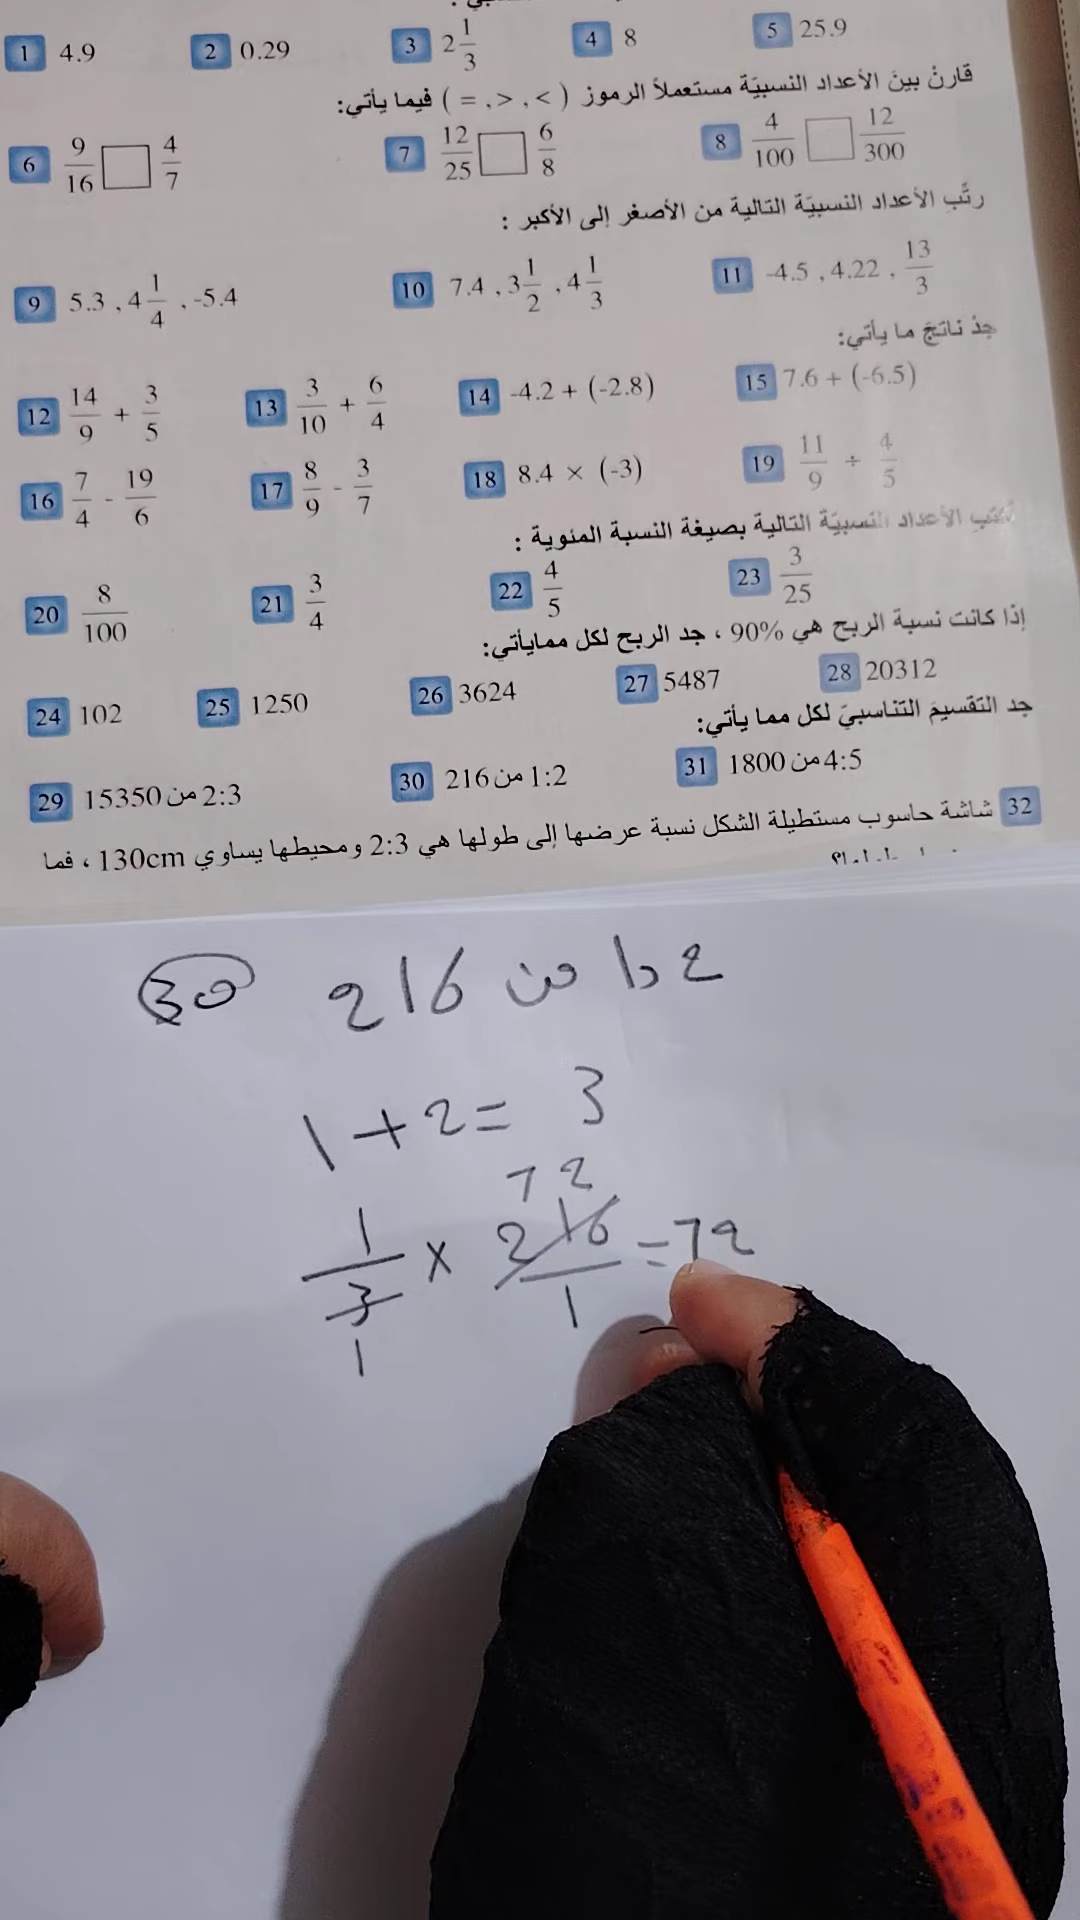 1 4.9 2 0.29 3 2 1/3 4 8 5 25.9
قارنْ بينَ الأعداد النسبيّة مستعملاً الرموز ( > , < , = ) فيما يأتي:
6 9/16 □ 4/7 7 12/25 □ 6/8 8 4/100 □ 12/300
رتّب الأعداد النسبيّة التالية من الأصغر إلى الأكبر :
9 5.3 , 4 1/4 , -5.4 10 7.4 , 3 1/2 , 4 1/3 11 -4.5 , 4.22 , 13/3
جدْ ناتجَ ما يأتي:
12 14/9 + 3/5 13 3/10 + 6/4 14 -4.2 + (-2.8) 15 7.6 + (-6.5)
16 7/4 - 19/6 17 8/9 - 3/7 18 8.4 × (-3) 19 11/9 ÷ 4/5
الأعداد النسبيّة التالية بصيغة النسبة المئوية :
20 8/100 21 3/4 22 4/5 23 3/25
إذا كانت نسبة الربح هي 90% ، جد الربح لكل ممايأتي:
24 102 25 1250 26 3624 27 5487 28 20312
جد التقسيمَ التناسبيّ لكل مما يأتي:
29 15350 من 2:3 30 216 من 1:2 31 1800 من 4:5
32 شاشة حاسوب مستطيلة الشكل نسبة عرضها إلى طولها هي 2:3 ومحيطها يساوي 130cm ، فما
30 216 من 1 2
1 + 2 = 3
72
1/3 × 216/1 = 72
1